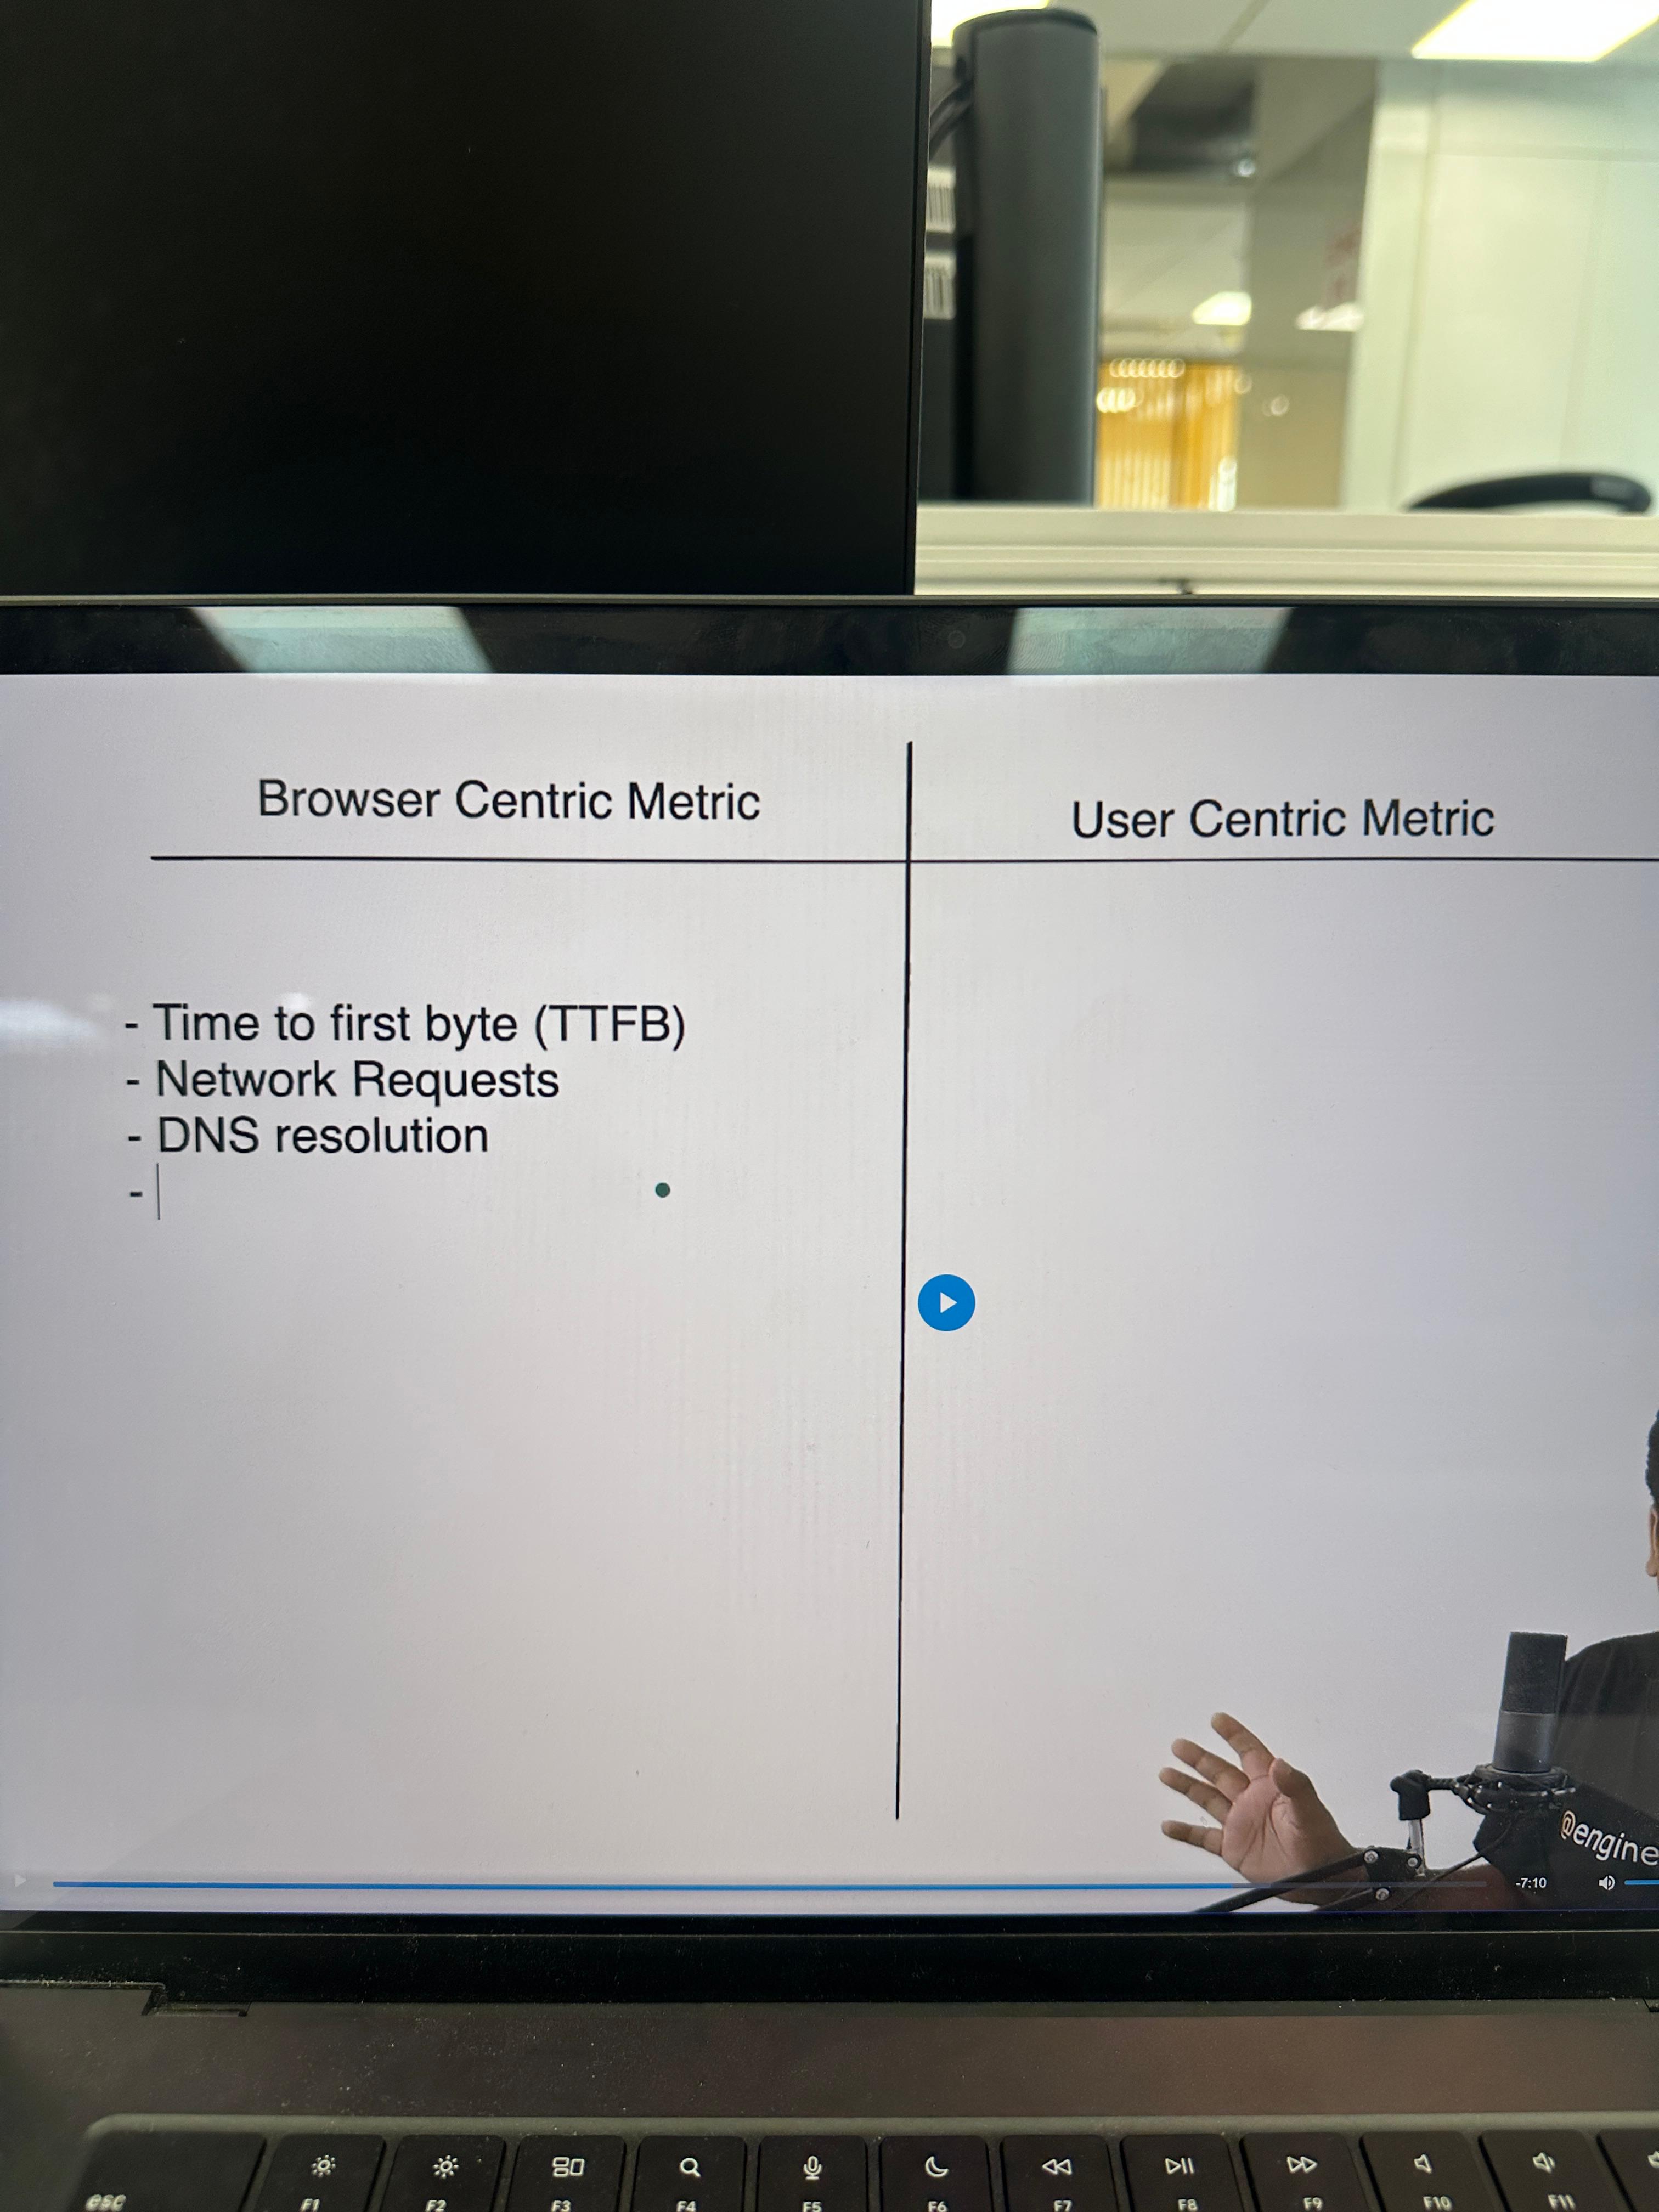 Browser Centric Metric
User Centric Metric
- Time to first byte (TTFB)
- Network Requests
- DNS resolution
-
@engine
-7:10
esc
F1
F2
F3
F4
F5
F6
F7
F8
F9
F10
F11